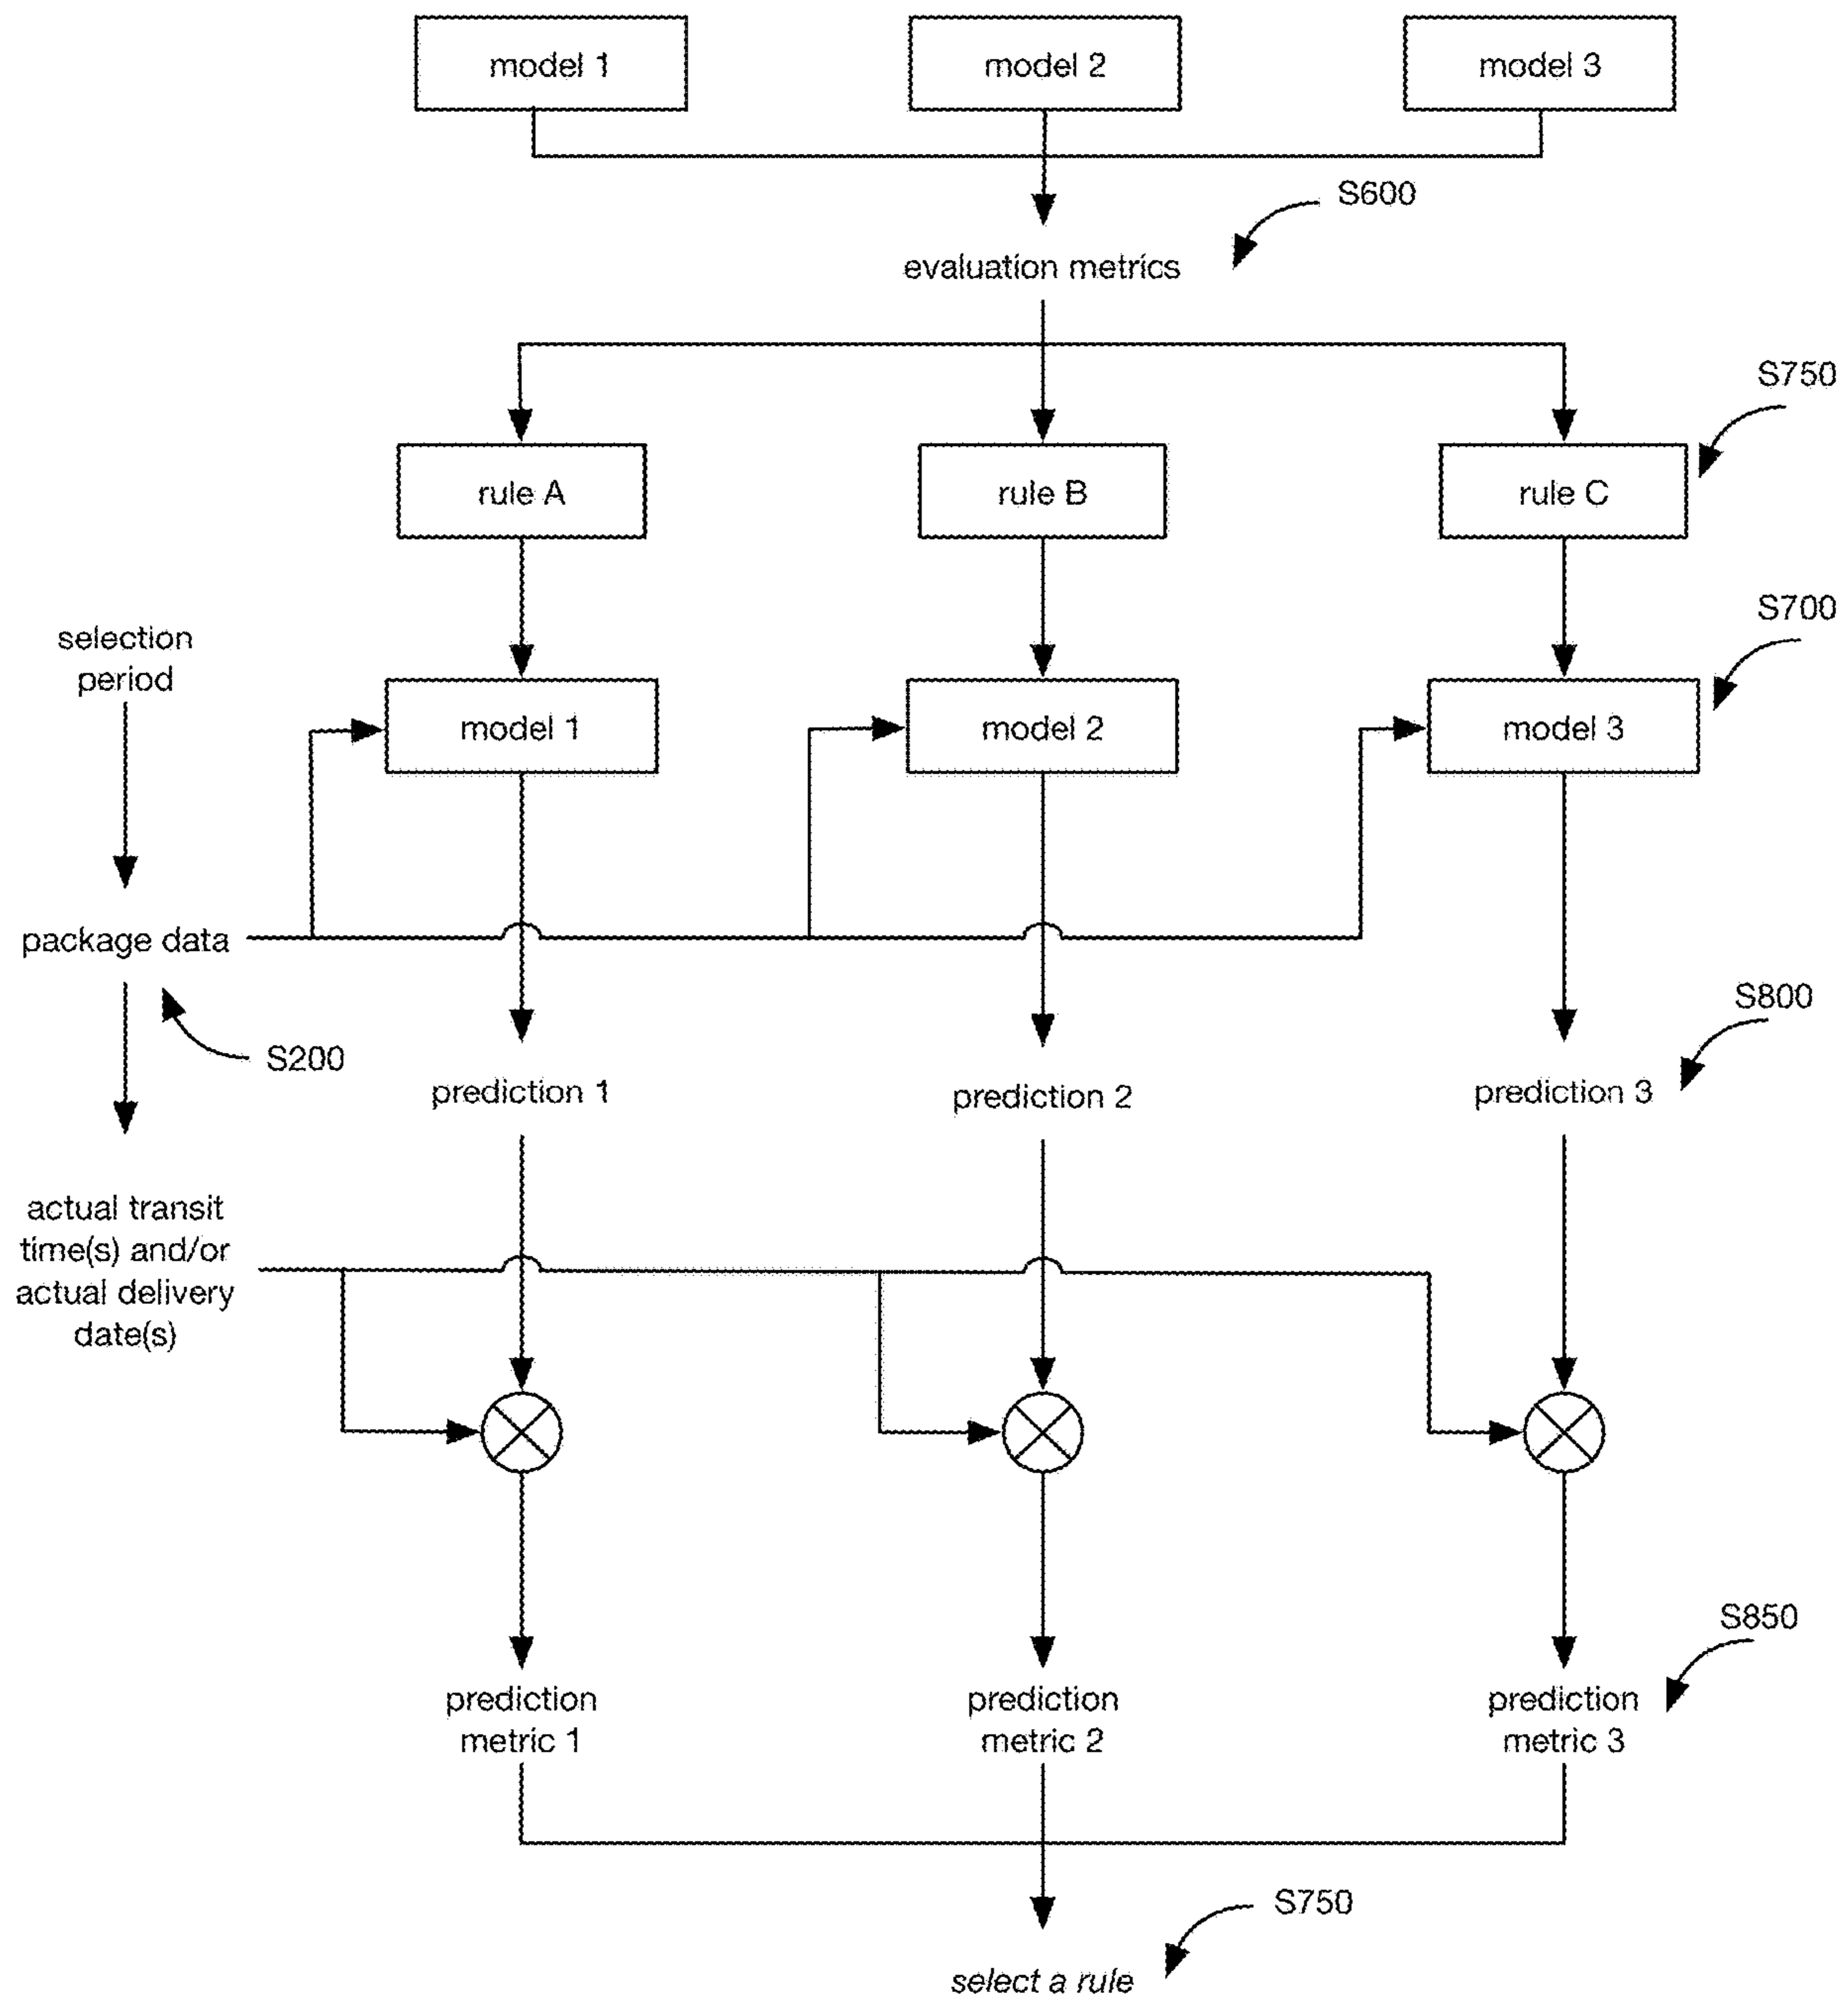 model 1
model 2
model 3
S600
evaluation metrics
S750
rule A
rule B
rule C
S700
selection
period
model 1
model 2
model 3
package data
S800
S200
prediction 1
prediction 2
prediction 3
actual transit
time(s) and/or
actual delivery
date(s)
S850
prediction
metric 1
prediction
metric 2
prediction
metric 3
S750
select a rule